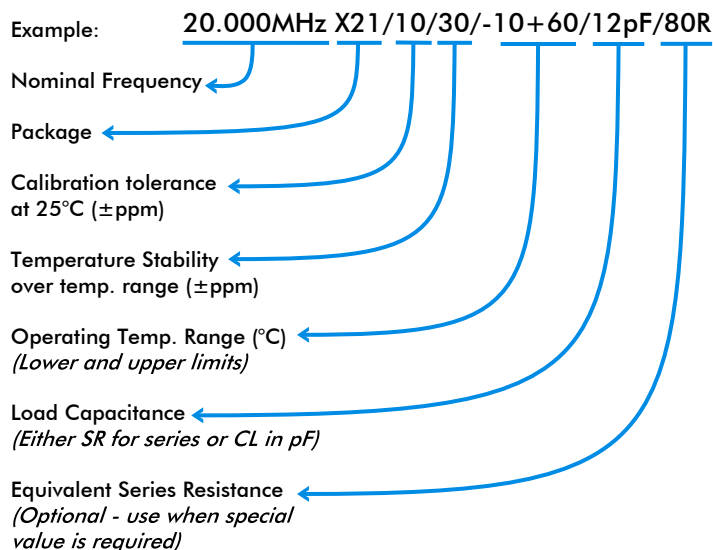 Example: 20.000MHz X21/10/30/-10+60/12pF/80R
Nominal Frequency
Package
Calibration tolerance
at 25°C (±ppm)
Temperature Stability
over temp. range (±ppm)
Operating Temp. Range (°C)
(Lower and upper limits)
Load Capacitance
(Either SR for series or CL in pF)
Equivalent Series Resistance
(Optional - use when special
value is required)